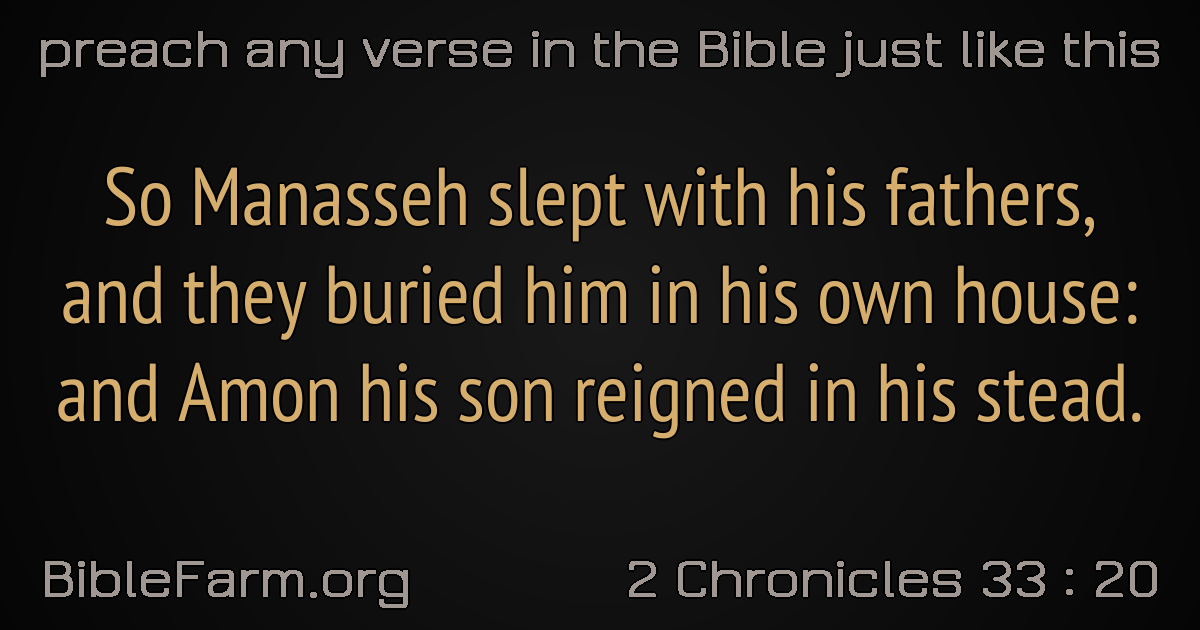 preach any verse in the Bible just like this
So Manasseh slept with his fathers,
and they buried him in his own house:
and Amon his son reigned in his stead.
BibleFarm.org
2 Chronicles 33 : 20